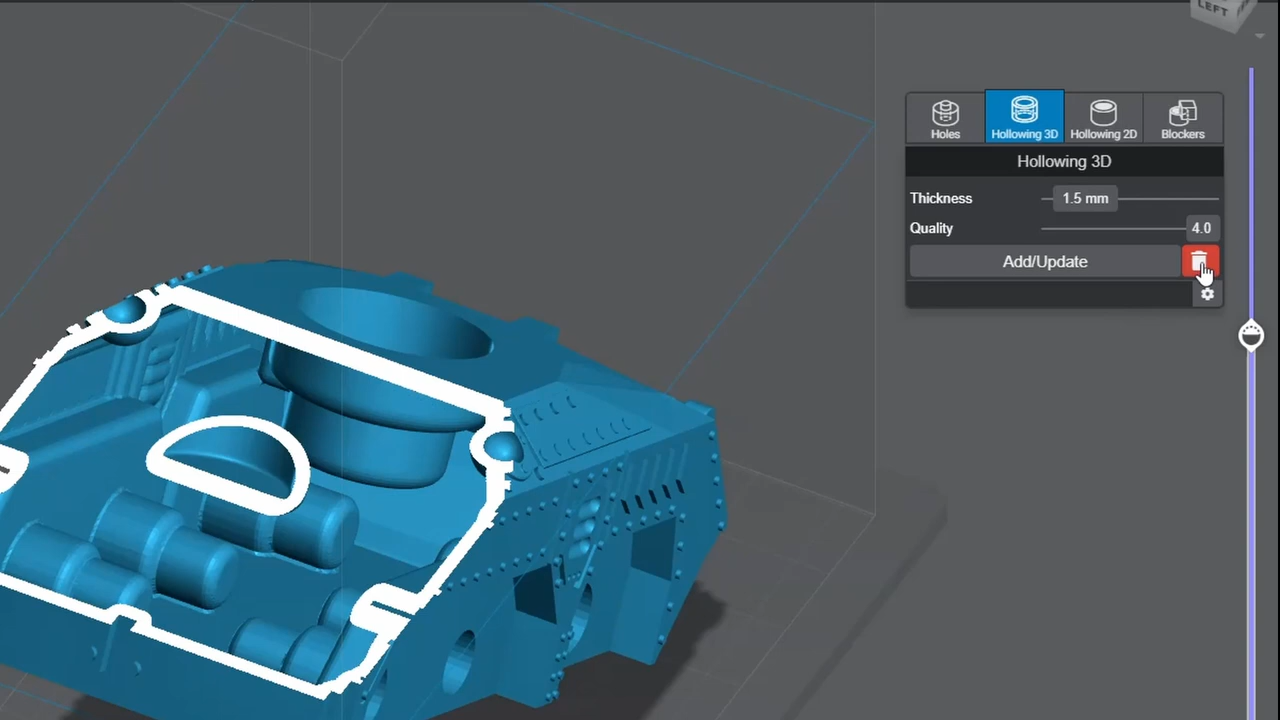 LEFT
Holes
Hollowing 3D
Hollowing 2D
Blockers
Hollowing 3D
Thickness
1.5 mm
Quality
4.0
Add/Update